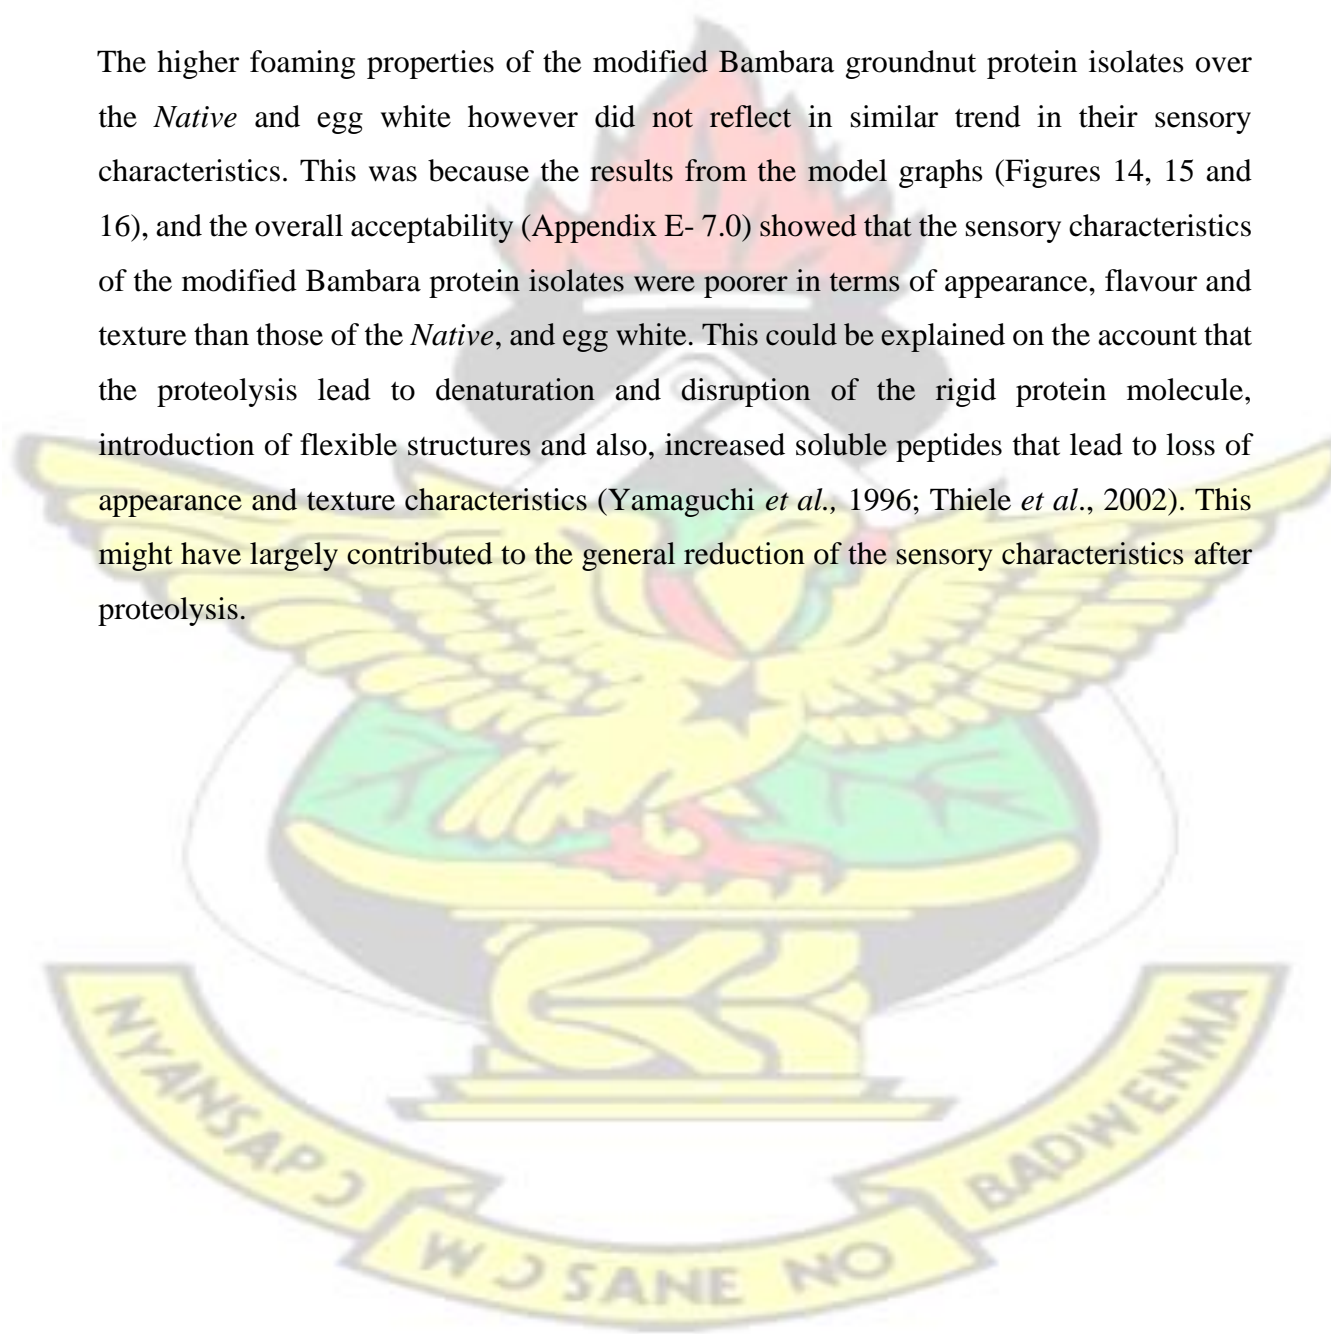 The higher foaming properties of the modified Bambara groundnut protein isolates over
the Native and egg white however did not reflect in similar trend in their sensory
characteristics. This was because the results from the model graphs (Figures 14, 15 and
16), and the overall acceptability (Appendix E- 7.0) showed that the sensory characteristics
of the modified Bambara protein isolates were poorer in terms of appearance, flavour and
texture than those of the Native, and egg white. This could be explained on the account that
the proteolysis lead to denaturation and disruption of the rigid protein molecule,
introduction of flexible structures and also, increased soluble peptides that lead to loss of
appearance and texture characteristics (Yamaguchi et al., 1996; Thiele et al., 2002). This
might have largely contributed to the general reduction of the sensory characteristics after
proteolysis.
NYANSAPƆ
WƆ SANE NO
BADWENMA